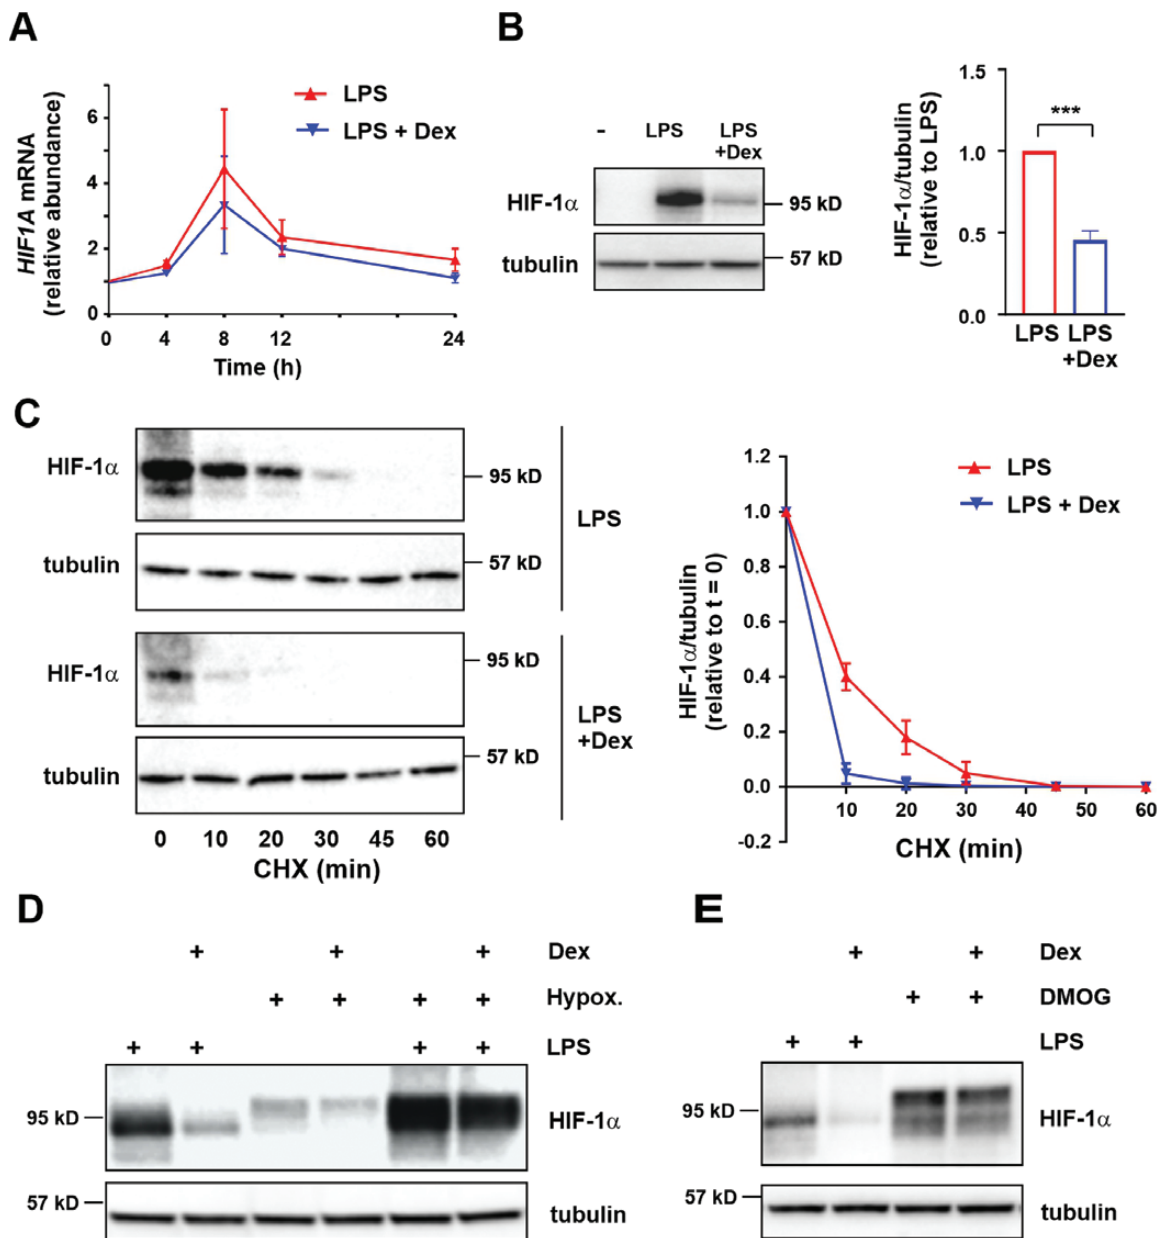 A
HIF1A mRNA
(relative abundance)
6
4
2
0
LPS
LPS + Dex
0 4 8 12 24
Time (h)
B
- LPS LPS
+Dex
HIF-1α
95 kD
tubulin
57 kD
HIF-1α/tubulin
(relative to LPS)
1.5
1.0
0.5
0.0
***
LPS LPS
+Dex
C
HIF-1α
95 kD
tubulin
57 kD
LPS
HIF-1α
95 kD
tubulin
57 kD
LPS
+Dex
0 10 20 30 45 60
CHX (min)
HIF-1α/tubulin
(relative to t = 0)
1.2
1.0
0.8
0.6
0.4
0.2
0.0
-0.2
LPS
LPS + Dex
10 20 30 40 50 60
CHX (min)
D
+ + + Dex
+ + + + Hypox.
+ + + + LPS
95 kD
HIF-1α
57 kD
tubulin
E
+ + Dex
+ + DMOG
+ + LPS
95 kD
HIF-1α
57 kD
tubulin